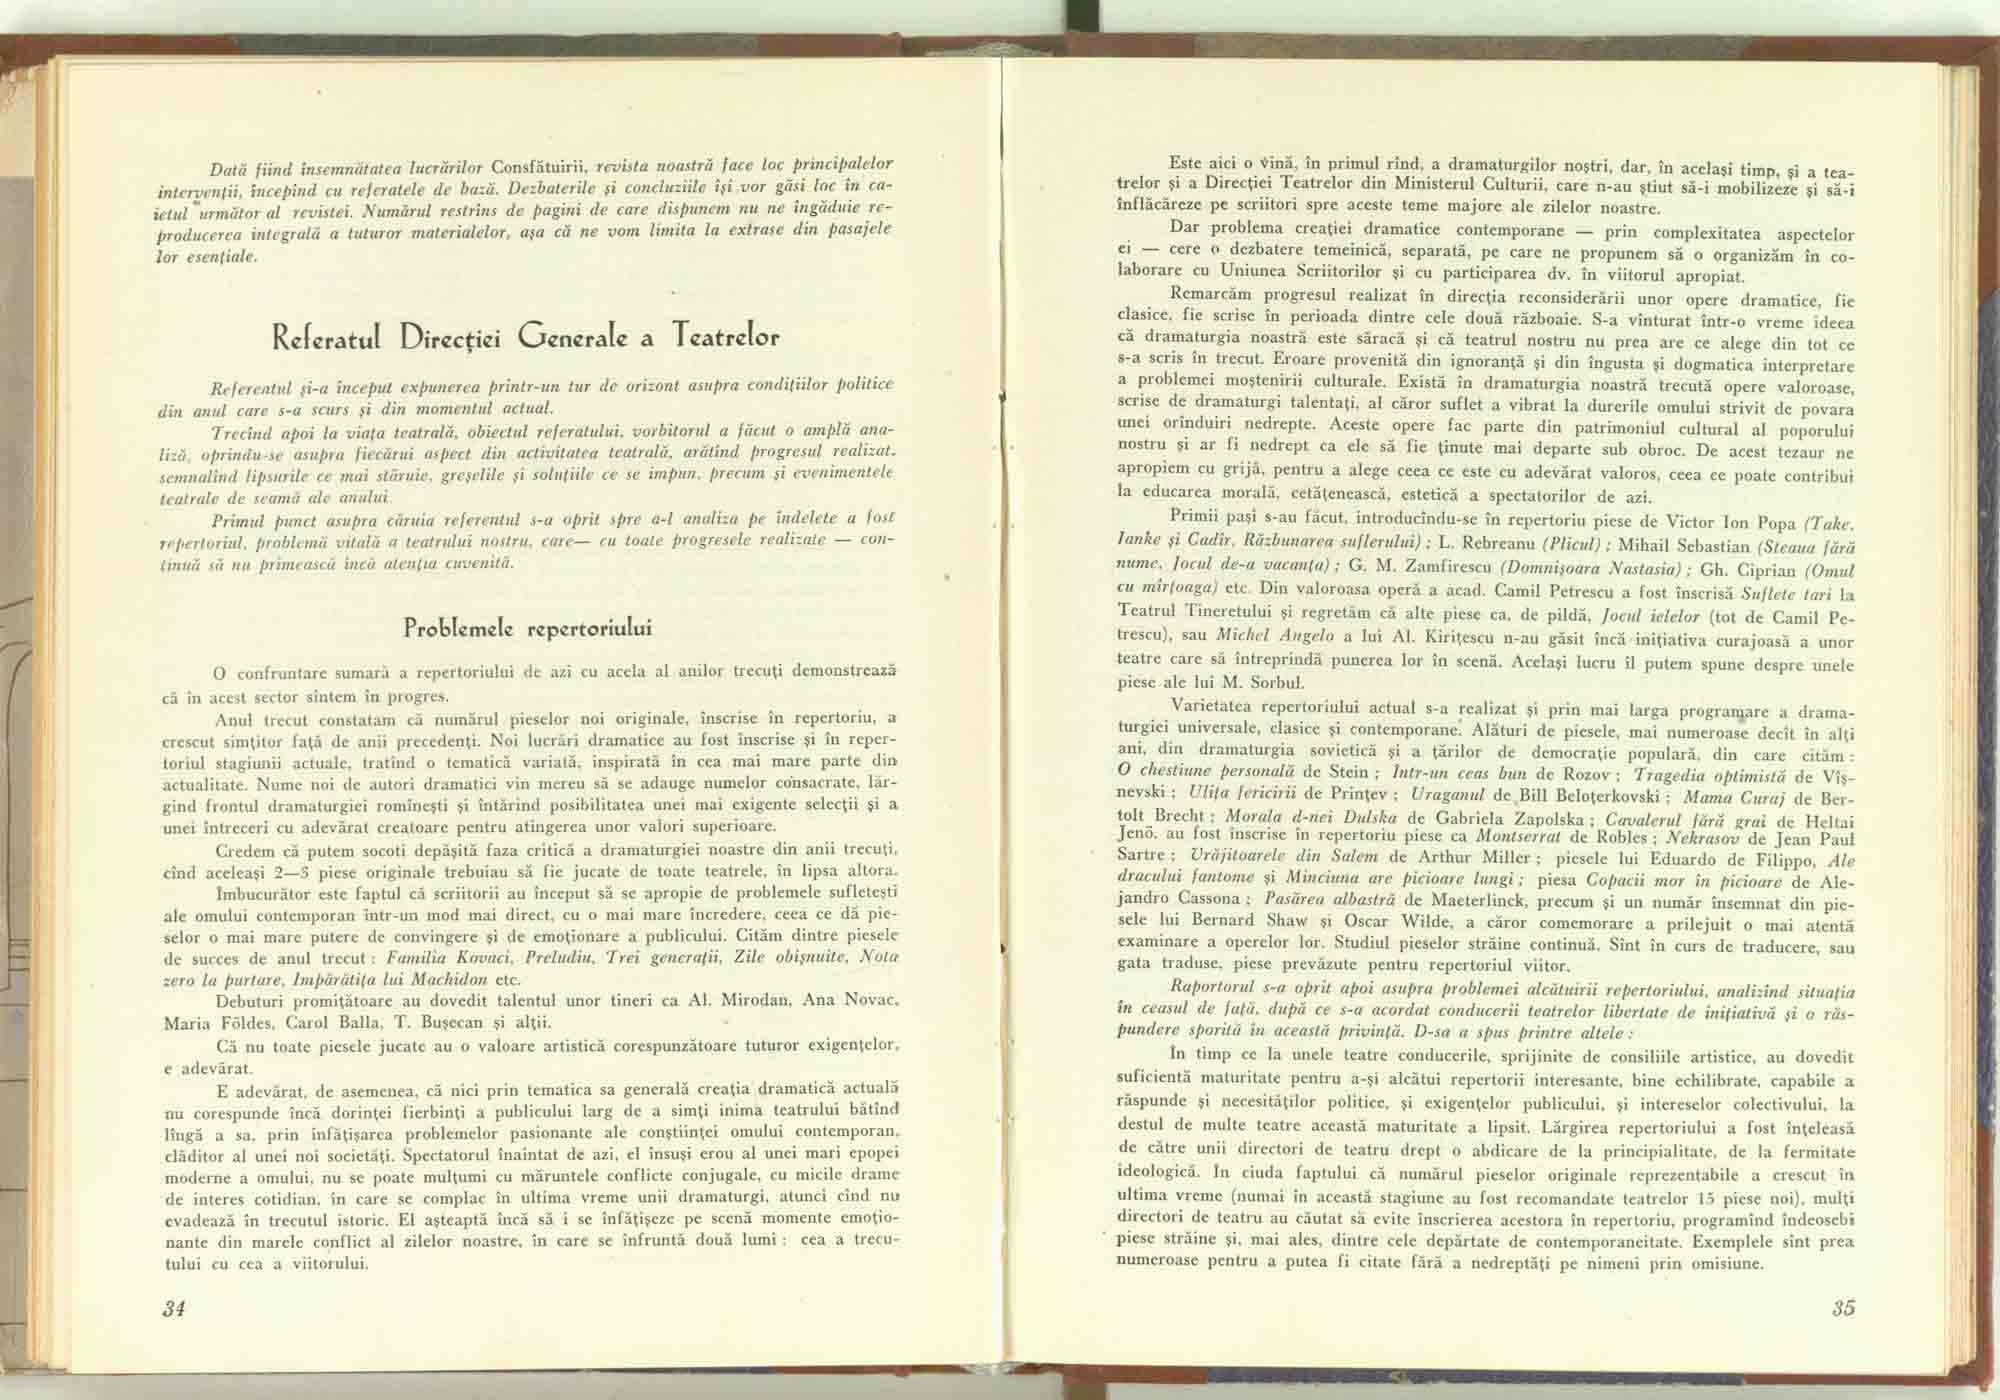 Dată fiind însemnătatea lucrărilor Consfătuirii, revista noastră face loc principalelor
intervenții, începînd cu referatele de bază. Dezbaterile și concluziile își vor găsi loc în ca-
ietul următor al revistei. Numărul restrîns de pagini de care dispunem nu ne îngăduie re-
producerea integrală a tuturor materialelor, așa că ne vom limita la extrase din pasajele
lor esențiale.
Referatul Direcției Generale a Teatrelor
Referentul și-a început expunerea printr-un tur de orizont asupra condițiilor politice
din anul care s-a scurs și din momentul actual.
Trecînd apoi la viața teatrală, obiectul referatului, vorbitorul a făcut o amplă ana-
liză, oprindu-se asupra fiecărui aspect din activitatea teatrală, arătînd progresul realizat,
semnalînd lipsurile ce mai stăruie, greșelile și soluțiile ce se impun, precum și evenimentele
teatrale de seamă ale anului.
Primul punct asupra căruia referentul s-a oprit spre a-l analiza pe îndelete a fost
repertoriul, problemă vitală a teatrului nostru, care— cu toate progresele realizate — con-
tinuă să nu primească încă atenția cuvenită.
Problemele repertoriului
O confruntare sumară a repertoriului de azi cu acela al anilor trecuți demonstrează
că în acest sector sîntem în progres.
Anul trecut constatam că numărul pieselor noi originale, înscrise în repertoriu, a
crescut simțitor față de anii precedenți. Noi lucrări dramatice au fost înscrise și în reper-
toriul stagiunii actuale, tratînd o tematică variată, inspirată în cea mai mare parte din
actualitate. Nume noi de autori dramatici vin mereu să se adauge numelor consacrate, lăr-
gind frontul dramaturgiei romînești și întărind posibilitatea unei mai exigente selecții și a
unei întreceri cu adevărat creatoare pentru atingerea unor valori superioare.
Credem că putem socoti depășită faza critică a dramaturgiei noastre din anii trecuți,
cînd aceleași 2—3 piese originale trebuiau să fie jucate de toate teatrele, în lipsa altora.
Îmbucurător este faptul că scriitorii au început să se apropie de problemele sufletești
ale omului contemporan într-un mod mai direct, cu o mai mare încredere, ceea ce dă pie-
selor o mai mare putere de convingere și de emoționare a publicului. Cităm dintre piesele
de succes de anul trecut : Familia Kovaci, Preludiu, Trei generații, Zile obișnuite, Nota
zero la purtare, Împărătița lui Machidon etc.
Debuturi promițătoare au dovedit talentul unor tineri ca Al. Mirodan, Ana Novac,
Maria Földes, Carol Balla, T. Bușecan și alții.
Că nu toate piesele jucate au o valoare artistică corespunzătoare tuturor exigențelor,
e adevărat.
E adevărat, de asemenea, că nici prin tematica sa generală creația dramatică actuală
nu corespunde încă dorinței fierbinți a publicului larg de a simți inima teatrului bătînd
lîngă a sa, prin înfățișarea problemelor pasionante ale conștiinței omului contemporan,
clăditor al unei noi societăți. Spectatorul înaintat de azi, el însuși erou al unei mari epopei
moderne a omului, nu se poate mulțumi cu măruntele conflicte conjugale, cu micile drame
de interes cotidian, în care se complac în ultima vreme unii dramaturgi, atunci cînd nu
evadează în trecutul istoric. El așteaptă încă să i se înfățișeze pe scenă momente emoțio-
nante din marele conflict al zilelor noastre, în care se înfruntă două lumi : cea a trecu-
tului cu cea a viitorului.
34
Este aici o vină, în primul rînd, a dramaturgilor noștri, dar, în același timp, și a tea-
trelor și a Direcției Teatrelor din Ministerul Culturii, care n-au știut să-i mobilizeze și să-i
înflăcăreze pe scriitori spre aceste teme majore ale zilelor noastre.
Dar problema creației dramatice contemporane — prin complexitatea aspectelor
ei — cere o dezbatere temeinică, separată, pe care ne propunem să o organizăm în co-
laborare cu Uniunea Scriitorilor și cu participarea dv. în viitorul apropiat.
Remarcăm progresul realizat în direcția reconsiderării unor opere dramatice, fie
clasice, fie scrise în perioada dintre cele două războaie. S-a vînturat într-o vreme ideea
că dramaturgia noastră este săracă și că teatrul nostru nu prea are ce alege din tot ce
s-a scris în trecut. Eroare provenită din ignoranță și din îngusta și dogmatica interpretare
a problemei moștenirii culturale. Există în dramaturgia noastră trecută opere valoroase,
scrise de dramaturgi talentați, al căror suflet a vibrat la durerile omului strivit de povara
unei orînduiri nedrepte. Aceste opere fac parte din patrimoniul cultural al poporului
nostru și ar fi nedrept ca ele să fie ținute mai departe sub obroc. De acest tezaur ne
apropiem cu grijă, pentru a alege ceea ce este cu adevărat valoros, ceea ce poate contribui
la educarea morală, cetățenească, estetică a spectatorilor de azi.
Primii pași s-au făcut, introducîndu-se în repertoriu piese de Victor Ion Popa (Take,
Ianke și Cadîr, Răzbunarea suflerului) ; L. Rebreanu (Plicul) ; Mihail Sebastian (Steaua fără
nume, Jocul de-a vacanța) ; G. M. Zamfirescu (Domnișoara Nastasia) ; Gh. Ciprian (Omul
cu mîrțoaga) etc. Din valoroasa operă a acad. Camil Petrescu a fost înscrisă Suflete tari la
Teatrul Tineretului și regretăm că alte piese ca, de pildă, Jocul ielelor (tot de Camil Pe-
trescu), sau Michel Angelo a lui Al. Kirițescu n-au găsit încă inițiativa curajoasă a unor
teatre care să întreprindă punerea lor în scenă. Același lucru îl putem spune despre unele
piese ale lui M. Sorbul.
Varietatea repertoriului actual s-a realizat și prin mai larga programare a drama-
turgiei universale, clasice și contemporane. Alături de piesele, mai numeroase decît în alți
ani, din dramaturgia sovietică și a țărilor de democrație populară, din care cităm :
O chestiune personală de Stein ; Într-un ceas bun de Rozov ; Tragedia optimistă de Vîș-
nevski ; Ulița fericirii de Prințev ; Uraganul de Bill Beloțerkovski ; Mama Curaj de Ber-
tolt Brecht ; Morala d-nei Dulska de Gabriela Zapolska ; Cavalerul fără grai de Heltai
Jenö, au fost înscrise în repertoriu piese ca Montserrat de Robles ; Nekrasov de Jean Paul
Sartre ; Vrăjitoarele din Salem de Arthur Miller ; piesele lui Eduardo de Filippo, Ale
dracului fantome și Minciuna are picioare lungi ; piesa Copacii mor în picioare de Ale-
jandro Cassona ; Pasărea albastră de Maeterlinck, precum și un număr însemnat din pie-
sele lui Bernard Shaw și Oscar Wilde, a căror comemorare a prilejuit o mai atentă
examinare a operelor lor. Studiul pieselor străine continuă. Sînt în curs de traducere, sau
gata traduse, piese prevăzute pentru repertoriul viitor.
Raportorul s-a oprit apoi asupra problemei alcătuirii repertoriului, analizînd situația
în ceasul de față, după ce s-a acordat conducerii teatrelor libertate de inițiativă și o răs-
pundere sporită în această privință. D-sa a spus printre altele :
În timp ce la unele teatre conducerile, sprijinite de consiliile artistice, au dovedit
suficientă maturitate pentru a-și alcătui repertorii interesante, bine echilibrate, capabile a
răspunde și necesităților politice, și exigențelor publicului, și intereselor colectivului, la
destul de multe teatre această maturitate a lipsit. Lărgirea repertoriului a fost înțeleasă
de către unii directori de teatru drept o abdicare de la principialitate, de la fermitate
ideologică. În ciuda faptului că numărul pieselor originale reprezentabile a crescut în
ultima vreme (numai în această stagiune au fost recomandate teatrelor 15 piese noi), mulți
directori de teatru au căutat să evite înscrierea acestora în repertoriu, programînd îndeosebi
piese străine și, mai ales, dintre cele depărtate de contemporaneitate. Exemplele sînt prea
numeroase pentru a putea fi citate fără a nedreptăți pe nimeni prin omisiune.
35